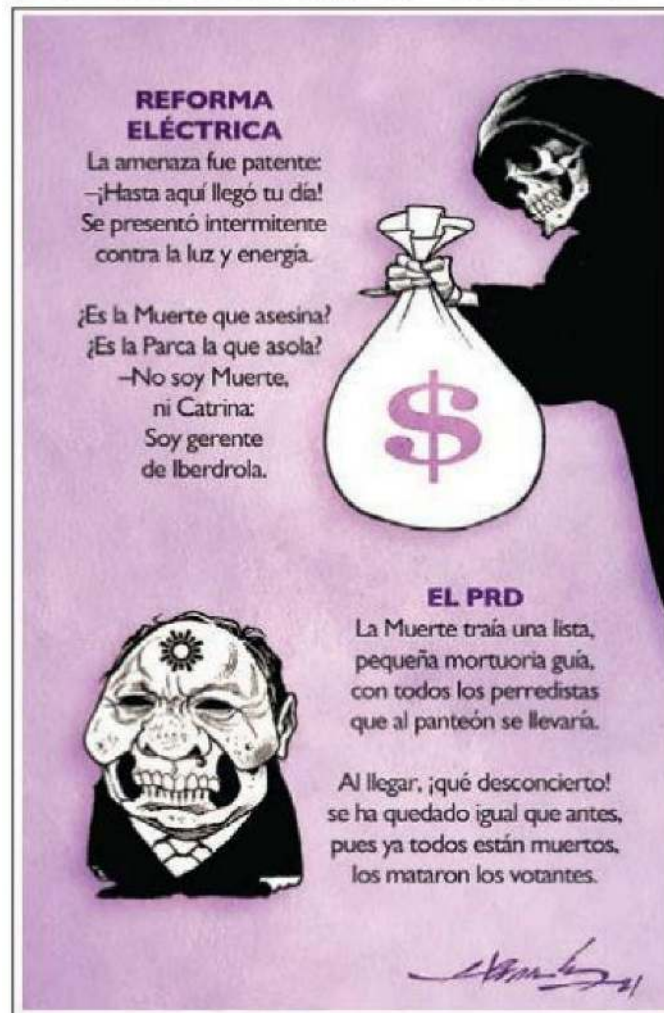 REFORMA
ELÉCTRICA
La amenaza fue patente:
–¡Hasta aquí llegó tu día!
Se presentó intermitente
contra la luz y energía.
¿Es la Muerte que asesina?
¿Es la Parca la que asola?
–No soy Muerte,
ni Catrina:
Soy gerente
de Iberdrola.
$
EL PRD
La Muerte traía una lista,
pequeña mortuoria guía,
con todos los perredistas
que al panteón se llevaría.
Al llegar, ¡qué desconcierto!
se ha quedado igual que antes,
pues ya todos están muertos,
los mataron los votantes.